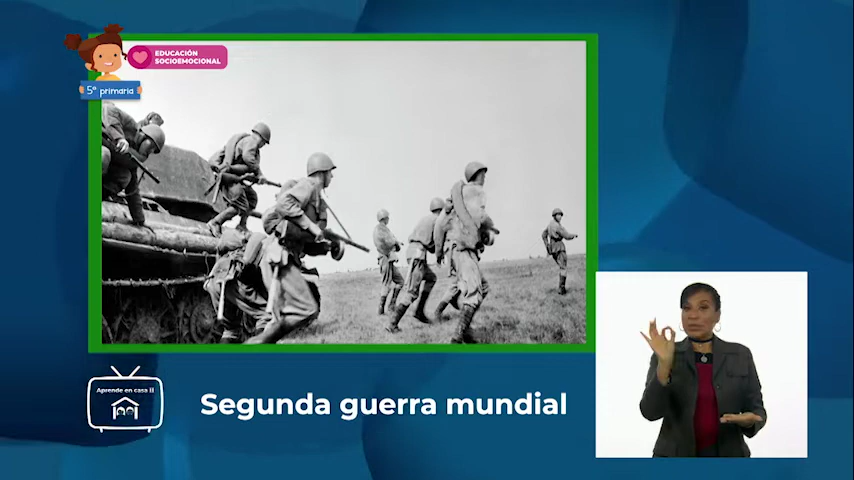 EDUCACIÓN
SOCIOEMOCIONAL
5º primaria
Aprende en casa II
Segunda guerra mundial